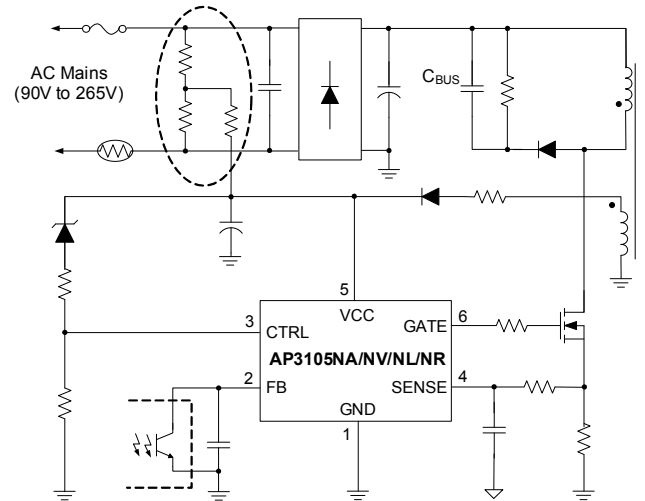 AC Mains
(90V to 265V)
CBUS
5
VCC
3
CTRL
GATE
6
AP3105NA/NV/NL/NR
2
FB
SENSE
4
GND
1